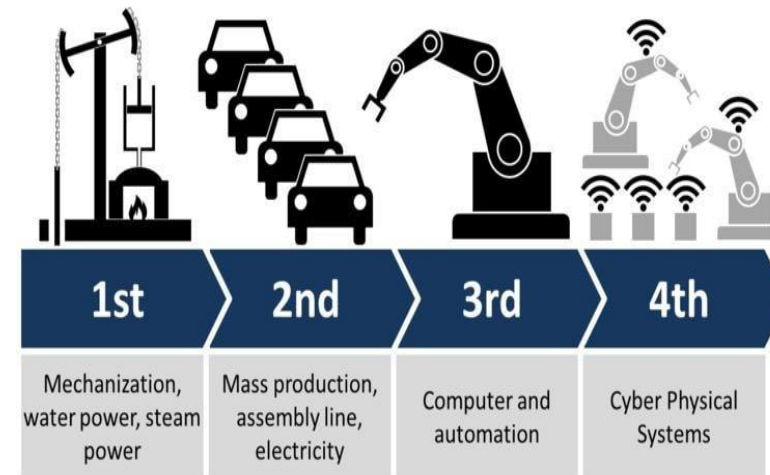 1st
2nd
3rd
4th
Mechanization,
water power, steam
power
Mass production,
assembly line,
electricity
Computer and
automation
Cyber Physical
Systems